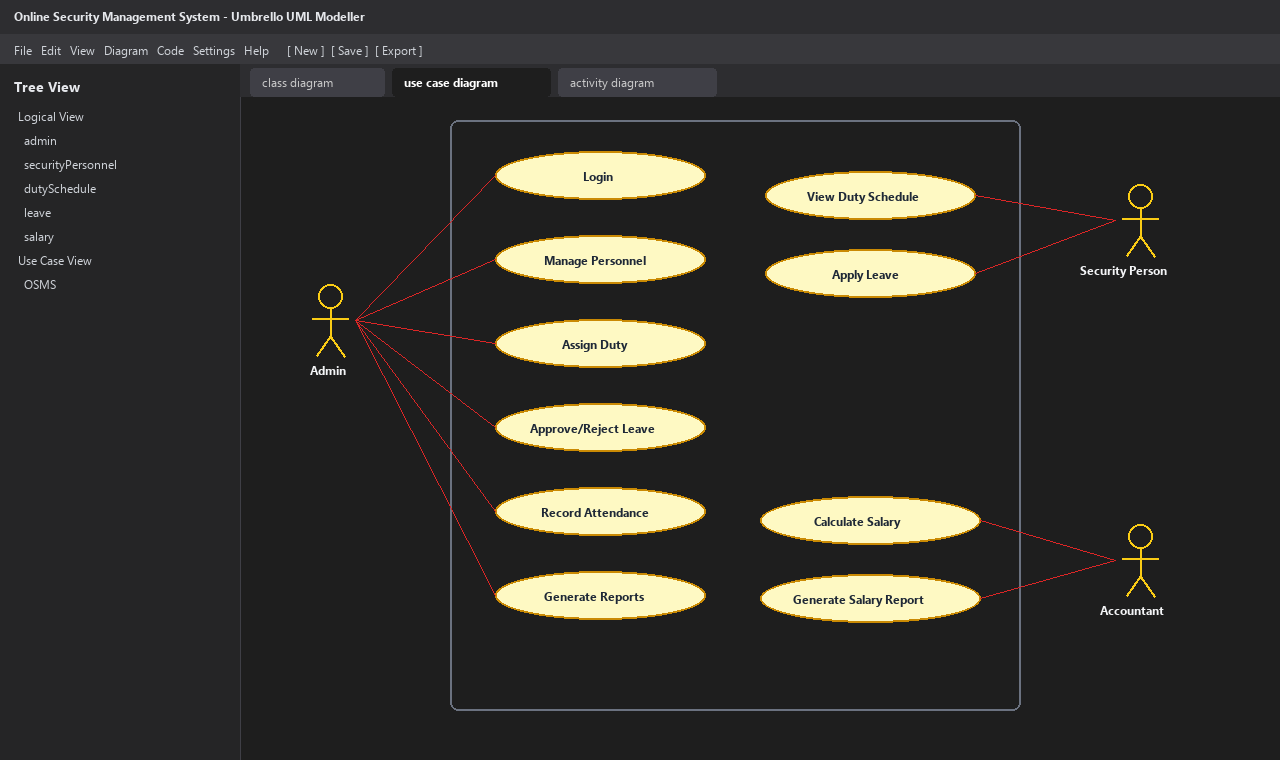 Online Security Management System - Umbrello UML Modeller
File Edit View Diagram Code Settings Help [ New ] [ Save ] [ Export ]
Tree View
Logical View
admin
securityPersonnel
dutySchedule
leave
salary
Use Case View
OSMS
class diagram
use case diagram
activity diagram
Admin
Login
Manage Personnel
Assign Duty
Approve/Reject Leave
Record Attendance
Generate Reports
View Duty Schedule
Apply Leave
Calculate Salary
Generate Salary Report
Security Person
Accountant